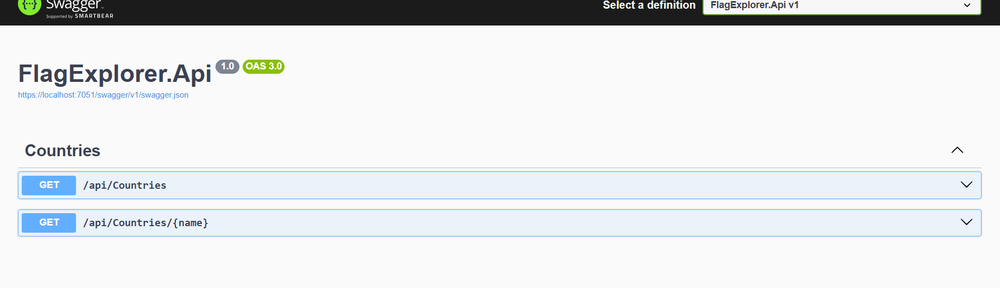 {...} Swagger
Supported by SMARTBEAR
Select a definition
FlagExplorer.Api v1
FlagExplorer.Api 1.0 OAS 3.0
https://localhost:7051/swagger/v1/swagger.json
Countries
GET /api/Countries
GET /api/Countries/{name}